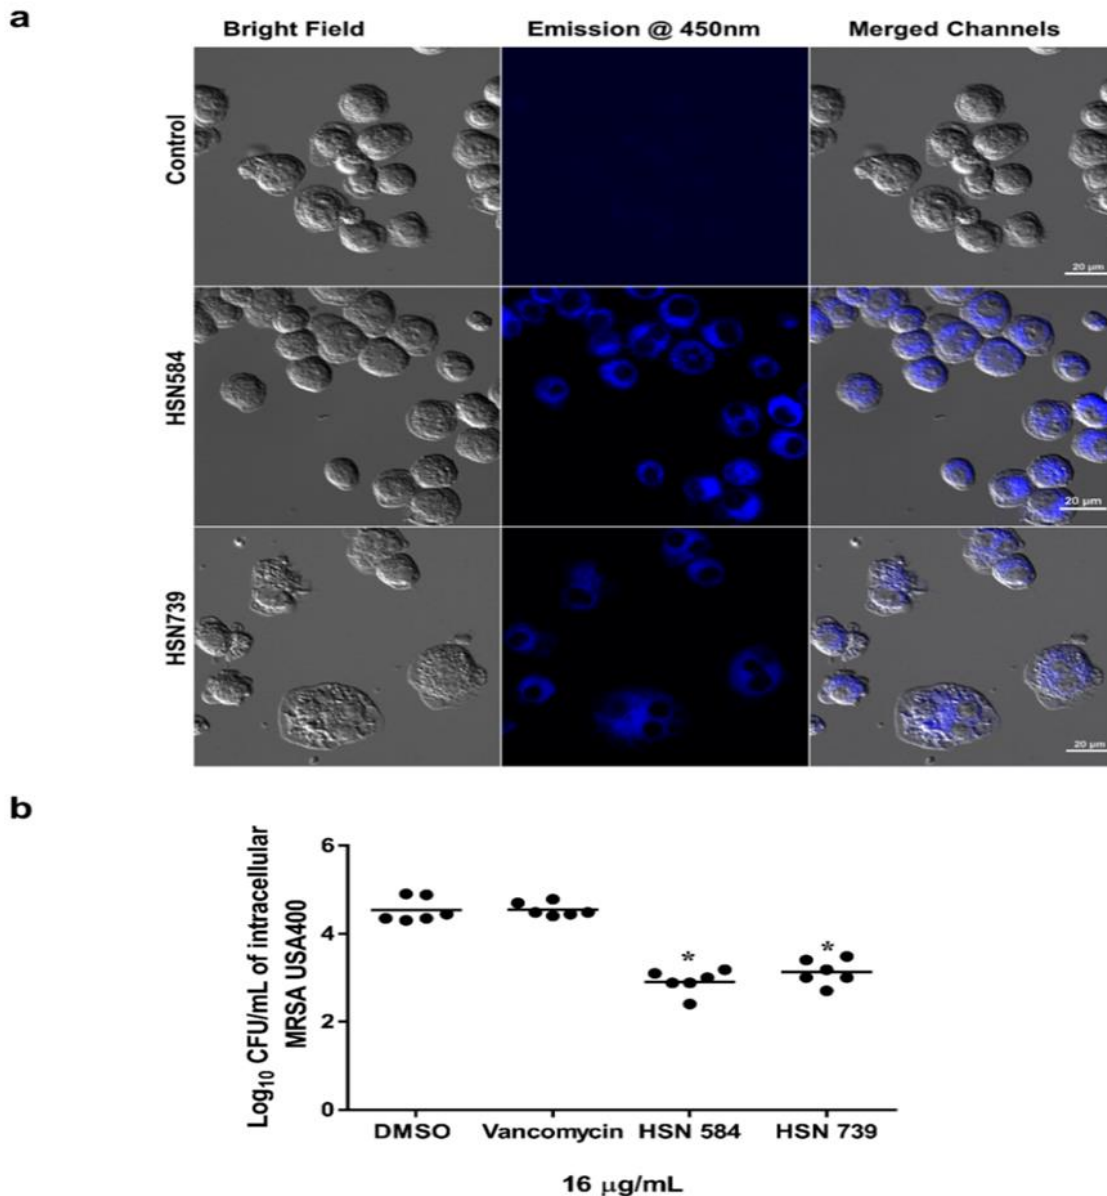 a
Bright Field Emission @ 450nm Merged Channels
Control
20 µm
HSN584
20 µm
HSN739
20 µm
b
Log₁₀ CFU/mL of intracellular
MRSA USA400
6
4
2
0
* *
DMSO Vancomycin HSN 584 HSN 739
16 µg/mL